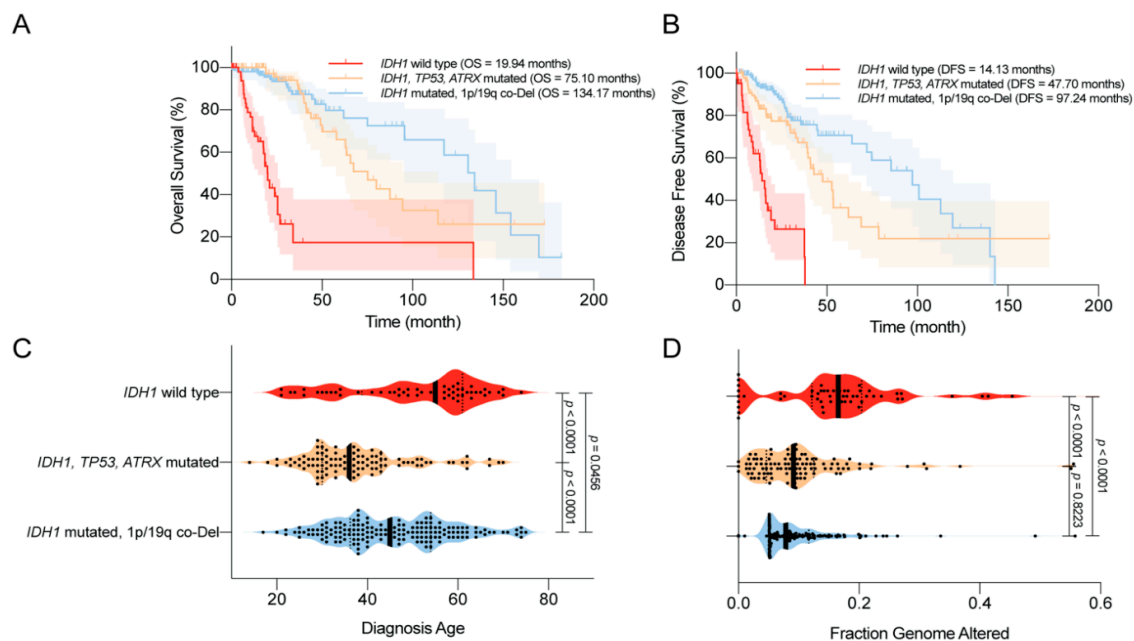 A
IDH1 wild type (OS = 19.94 months)
IDH1, TP53, ATRX mutated (OS = 75.10 months)
IDH1 mutated, 1p/19q co-Del (OS = 134.17 months)
Overall Survival (%)
100
80
60
40
20
0
0 50 100 150 200
Time (month)
B
IDH1 wild type (DFS = 14.13 months)
IDH1, TP53, ATRX mutated (DFS = 47.70 months)
IDH1 mutated, 1p/19q co-Del (DFS = 97.24 months)
Disease Free Survival (%)
100
80
60
40
20
0
0 50 100 150 200
Time (month)
C
IDH1 wild type
IDH1, TP53, ATRX mutated
IDH1 mutated, 1p/19q co-Del
p < 0.0001
p < 0.0001
p = 0.0456
20 40 60 80
Diagnosis Age
D
p < 0.0001
p = 0.8223
p < 0.0001
0.0 0.2 0.4 0.6
Fraction Genome Altered